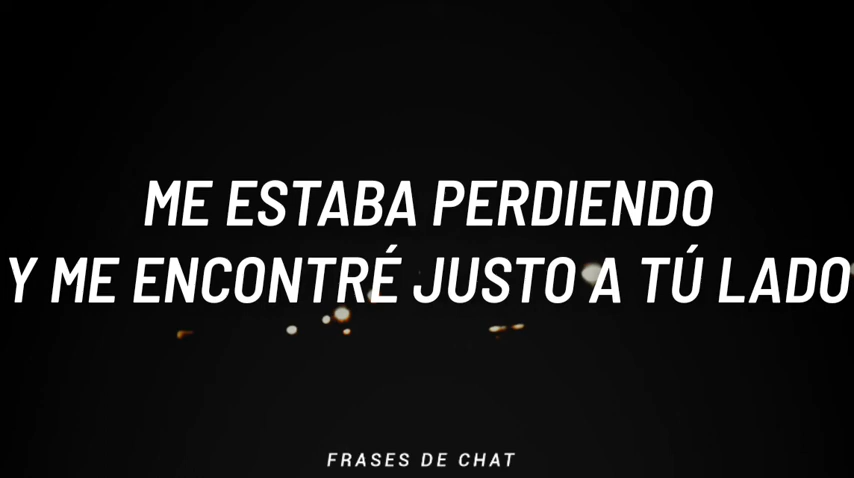 ME ESTABA PERDIENDO
Y ME ENCONTRÉ JUSTO A TÚ LADO
FRASES DE CHAT